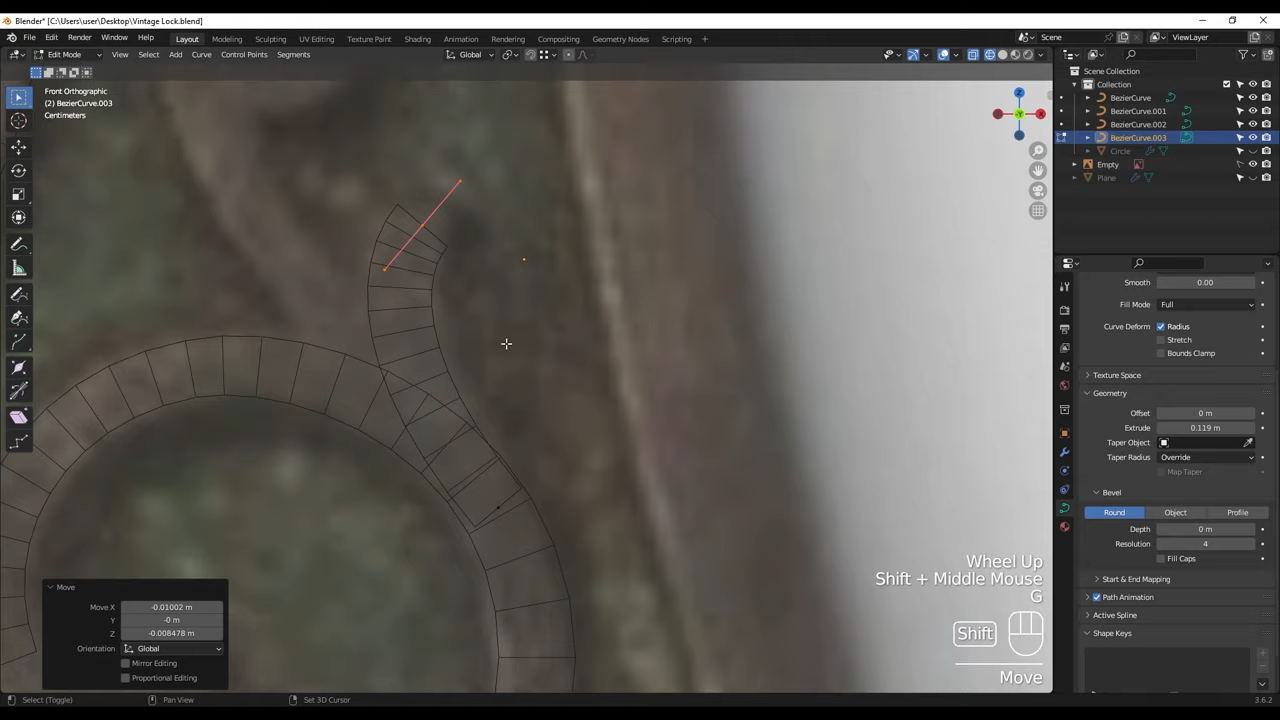 Blender* [C:\Users\user\Desktop\Vintage Lock.blend]
File Edit Render Window Help Layout Modeling Sculpting UV Editing Texture Paint Shading Animation Rendering Compositing Geometry Nodes Scripting Scene ViewLayer
Edit Mode View Select Add Curve Control Points Segments Global
Front Orthographic
(2) BezierCurve.003
Centimeters
Z
X
-Y
Scene Collection
Collection
BezierCurve
BezierCurve.001
BezierCurve.002
BezierCurve.003
Circle
Empty
Plane
Smooth 0.00
Fill Mode Full
Curve Deform Radius
Stretch
Bounds Clamp
Texture Space
Geometry
Offset 0 m
Extrude 0.119 m
Taper Object
Taper Radius Override
Map Taper
Bevel
Round Object Profile
Depth 0 m
Resolution 4
Fill Caps
Start & End Mapping
Path Animation
Active Spline
Shape Keys
Wheel Up
Shift + Middle Mouse
G
Shift
Move
Move
Move X -0.01002 m
Y -0 m
Z -0.008478 m
Orientation Global
Mirror Editing
Proportional Editing
Select (Toggle) Pan View Set 3D Cursor 3.6.2